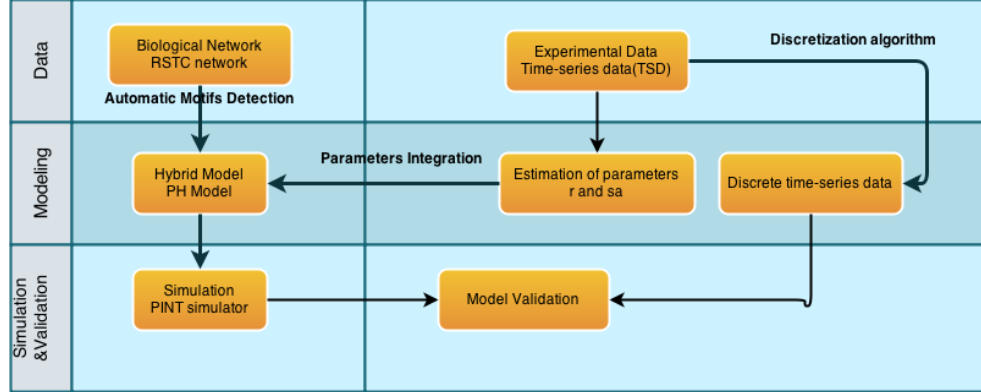 Data
Biological Network
RSTC network
Experimental Data
Time-series data(TSD)
Discretization algorithm
Automatic Motifs Detection
Modeling
Hybrid Model
PH Model
Parameters Integration
Estimation of parameters
r and sa
Discrete time-series data
Simulation
&Validation
Simulation
PINT simulator
Model Validation